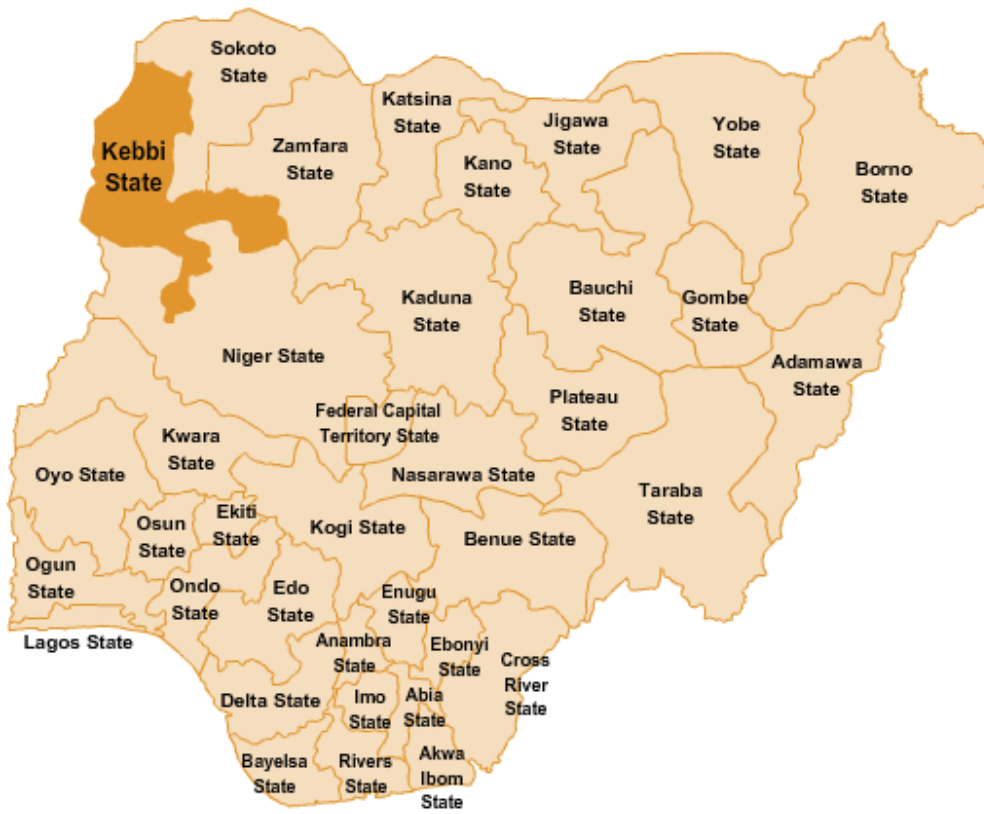 Sokoto
State
Kebbi
State
Zamfara
State
Katsina
State
Kano
State
Jigawa
State
Yobe
State
Borno
State
Niger State
Kaduna
State
Bauchi
State
Gombe
State
Adamawa
State
Federal Capital
Territory State
Plateau
State
Nasarawa State
Taraba
State
Kwara
State
Oyo State
Osun
State
Ekiti
State
Kogi State
Benue State
Ogun
State
Ondo
State
Edo
State
Enugu
State
Lagos State
Anambra
State
Ebonyi
State
Cross
River
State
Delta State
Imo
State
Abia
State
Bayelsa
State
Rivers
State
Akwa
Ibom
State